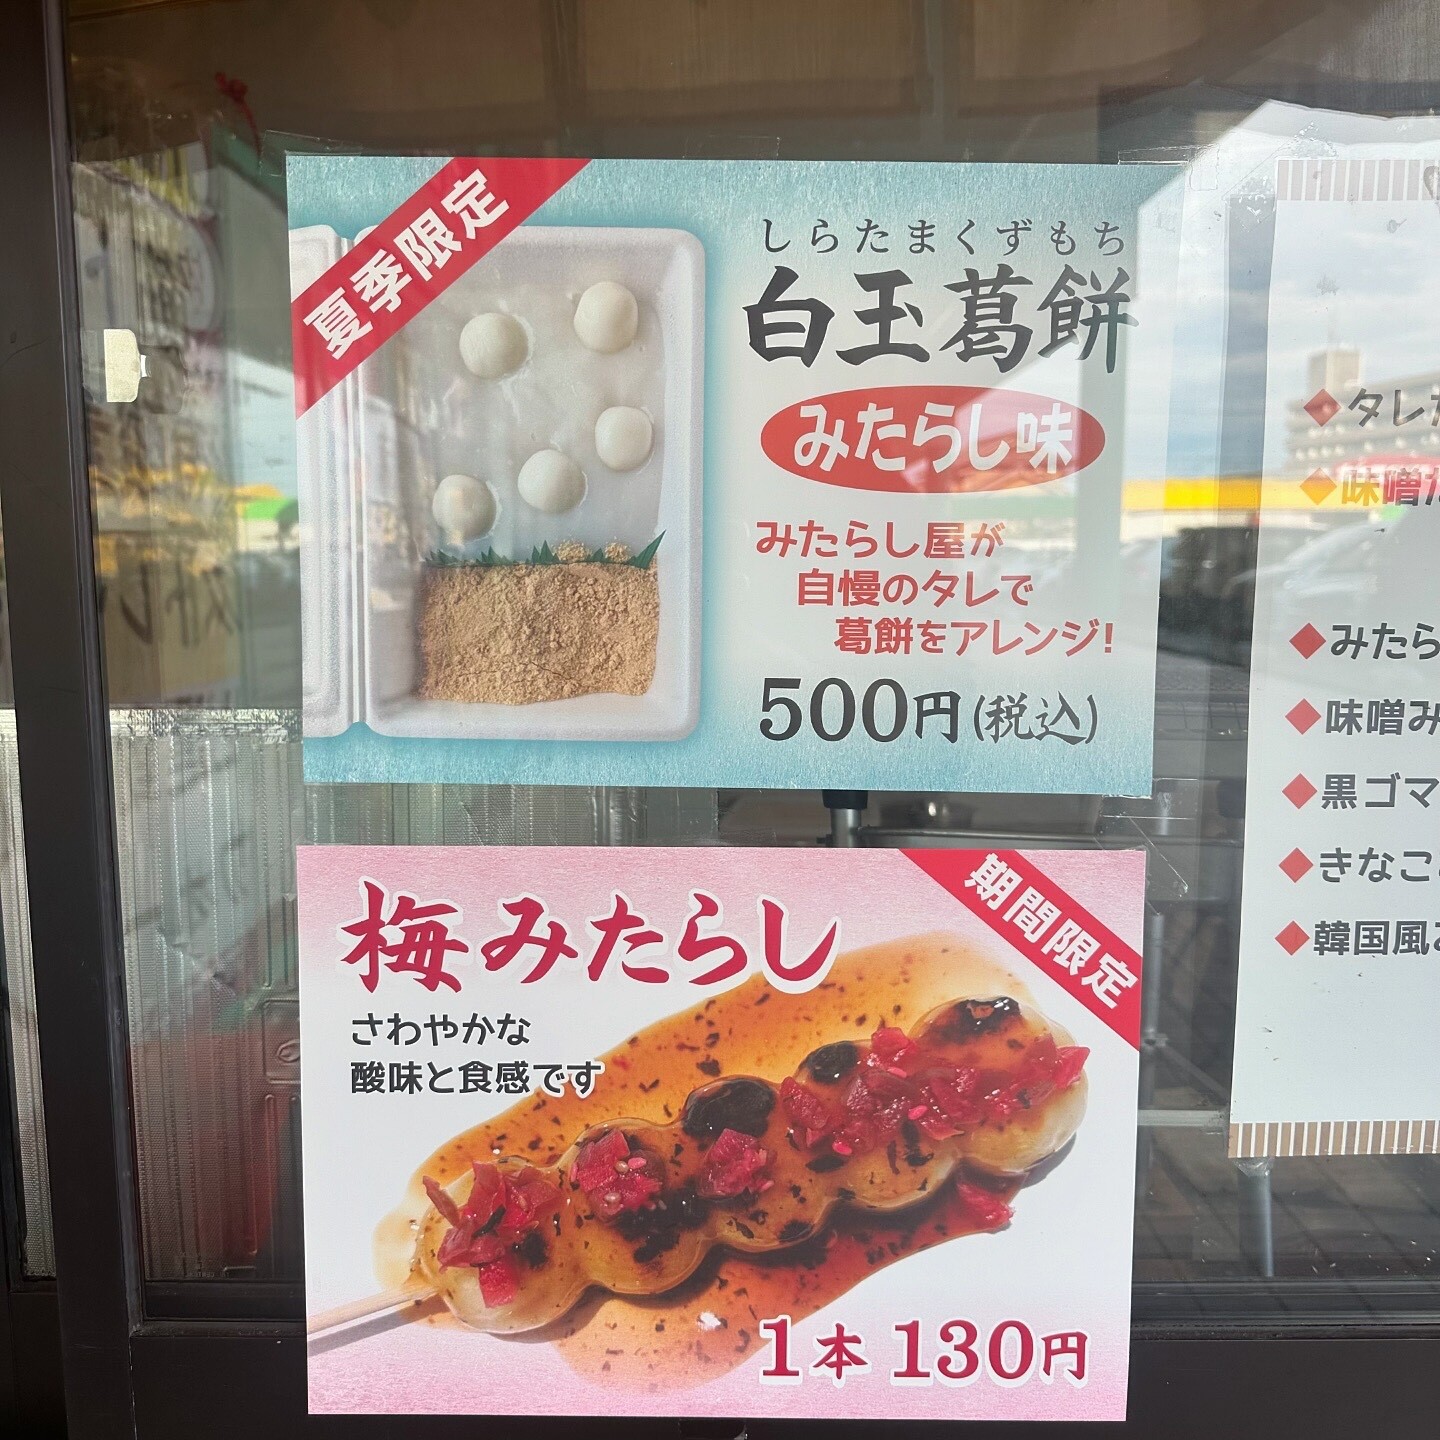 夏季限定
しらたまくずもち
白玉葛餅
みたらし味
みたらし屋が
自慢のタレで
葛餅をアレンジ!
500円(税込)
梅みたらし
期間限定
さわやかな
酸味と食感です
1本 130円
◆タレ
◆味噌
◆みたら
◆味噌み
◆黒ゴマ
◆きなこ
◆韓国風